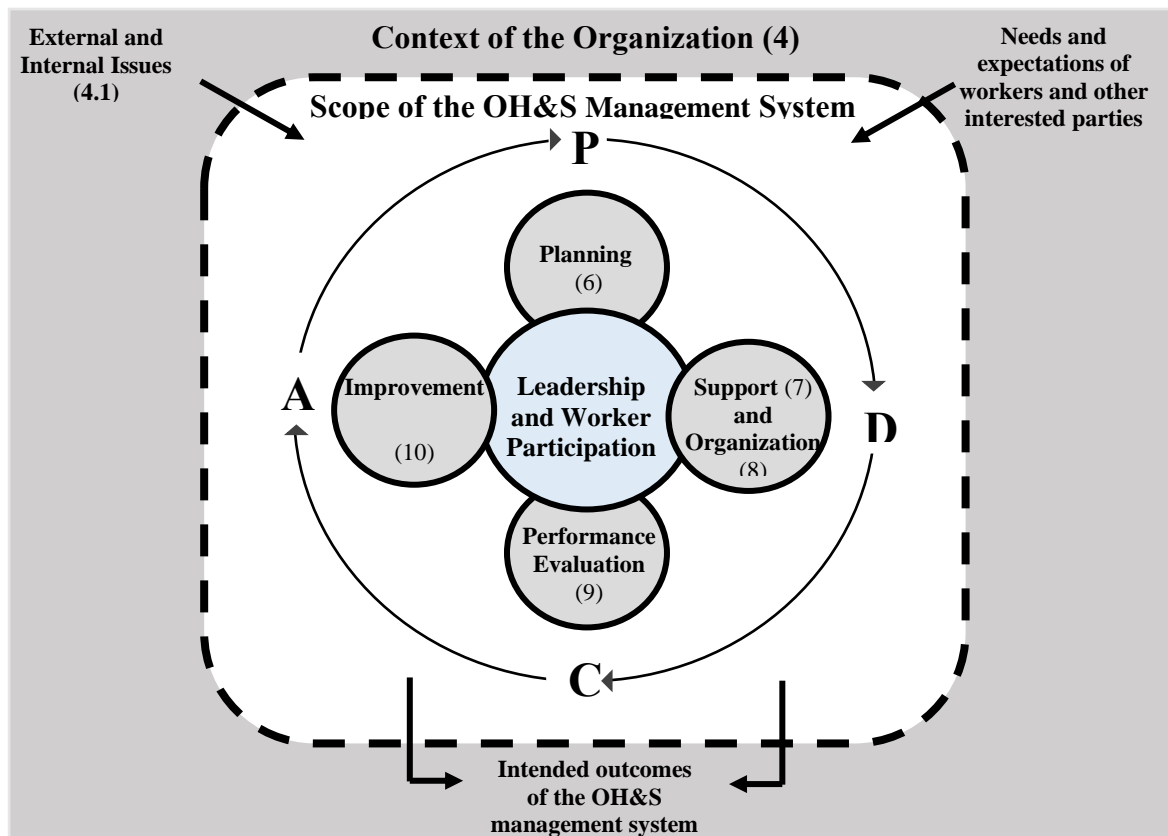 External and
Internal Issues
(4.1)
Context of the Organization (4)
Needs and
expectations of
workers and other
interested parties
Scope of the OH&S Management System
P
Planning
(6)
A
Improvement
(10)
Leadership
and Worker
Participation
Support (7)
and
Organization
(8)
D
Performance
Evaluation
(9)
C
Intended outcomes
of the OH&S
management system